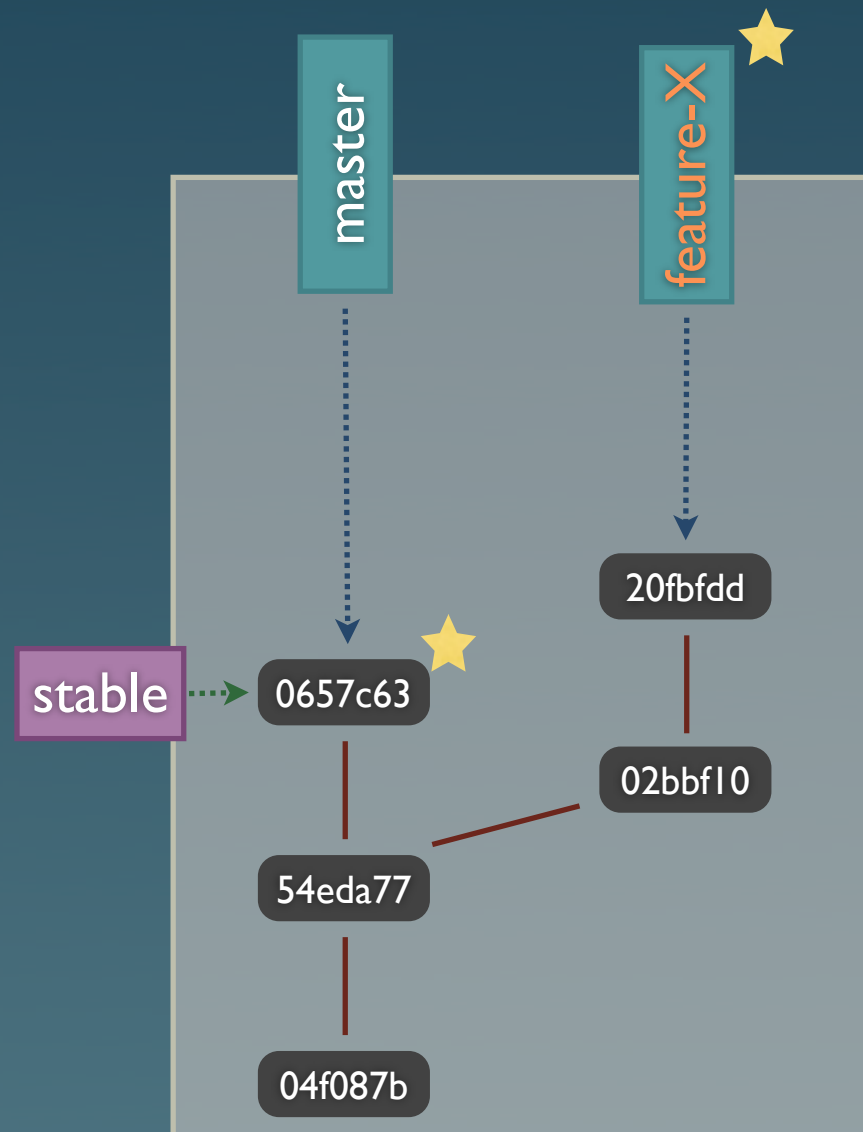 master
feature-X
20fbfdd
stable
0657c63
02bbf10
54eda77
04f087b